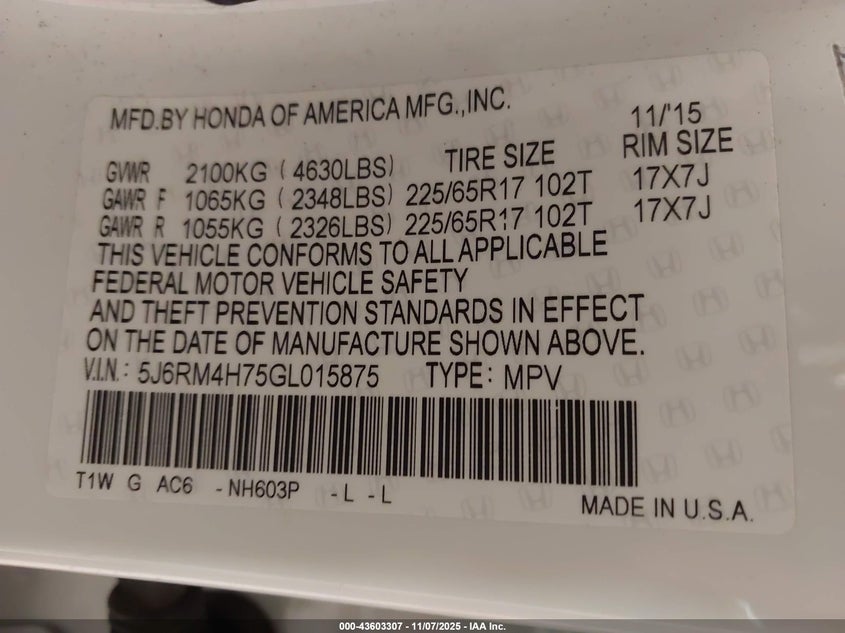 MFD.BY HONDA OF AMERICA MFG.,INC. 11/'15
GVWR 2100KG ( 4630LBS) TIRE SIZE RIM SIZE
GAWR F 1065KG ( 2348LBS) 225/65R17 102T 17X7J
GAWR R 1055KG ( 2326LBS) 225/65R17 102T 17X7J
THIS VEHICLE CONFORMS TO ALL APPLICABLE
FEDERAL MOTOR VEHICLE SAFETY
AND THEFT PREVENTION STANDARDS IN EFFECT
ON THE DATE OF MANUFACTURE SHOWN ABOVE.
V.I.N.: 5J6RM4H75GL015875 TYPE: MPV
T1W G AC6 -NH603P -L -L
MADE IN U.S.A.
000-43603307 - 11/07/2025 - IAA Inc.